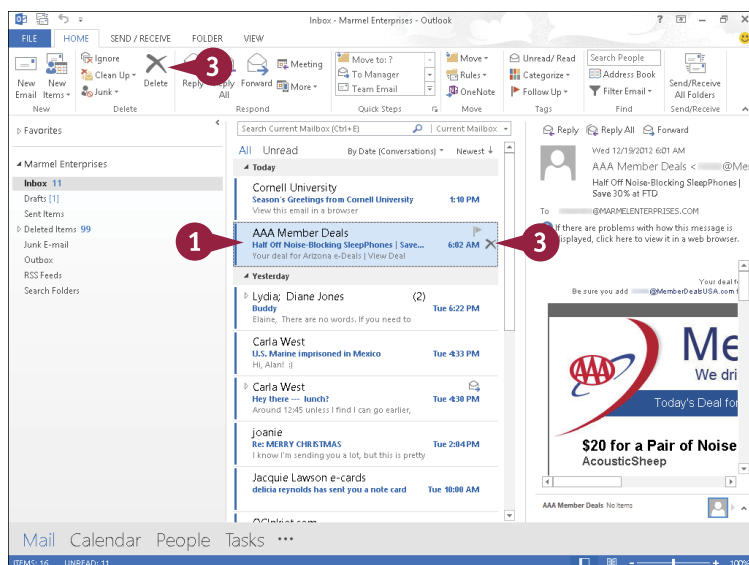 Inbox - Marmel Enterprises - Outlook
FILE HOME SEND / RECEIVE FOLDER VIEW
New Email
New Items
New
Ignore
Clean Up
Junk
Delete
Delete
3
Reply
Reply All
Forward
Meeting
More
Respond
Move to: ?
To Manager
Team Email
Quick Steps
Move
Rules
OneNote
Move
Unread/ Read
Categorize
Follow Up
Tags
Search People
Address Book
Filter Email
Find
Send/Receive All Folders
Send/Receive
Favorites
Marmel Enterprises
Inbox 11
Drafts [1]
Sent Items
Deleted Items 99
Junk E-mail
Outbox
RSS Feeds
Search Folders
Search Current Mailbox (Ctrl+E) Current Mailbox
All Unread By Date (Conversations) Newest ↓
Today
Cornell University
Season's Greetings from Cornell University 1:10 PM
View this email in a browser
1
AAA Member Deals
Half Off Noise-Blocking SleepPhones | Save... 6:02 AM
Your deal for Arizona e-Deals | View Deal
3
Yesterday
Lydia; Diane Jones (2)
Buddy Tue 6:22 PM
Elaine, There are no words. If you need to
Carla West
U.S. Marine imprisoned in Mexico Tue 4:33 PM
Hi, Alan! :)
Carla West
Hey there --- lunch? Tue 4:30 PM
Around 12:45 unless I find I can go earlier,
joanie
Re: MERRY CHRISTMAS Tue 2:04 PM
I know I'm sending you a lot, but this is pretty
Jacquie Lawson e-cards
delicia reynolds has sent you a note card Tue 10:00 AM
Reply Reply All Forward
Wed 12/19/2012 6:01 AM
AAA Member Deals < @Me
Half Off Noise-Blocking SleepPhones |
Save 30% at FTD
To @MARMELENTERPRISES.COM
If there are problems with how this message is
displayed, click here to view it in a web browser.
Your deal fo
Be sure you add @MemberDealsUSA.com
AAA
Me
We dri
Today's Deal for
$20 for a Pair of Noise
AcousticSheep
AAA Member Deals No Items
Mail Calendar People Tasks •••
ITEMS: 16 UNREAD: 11 100%